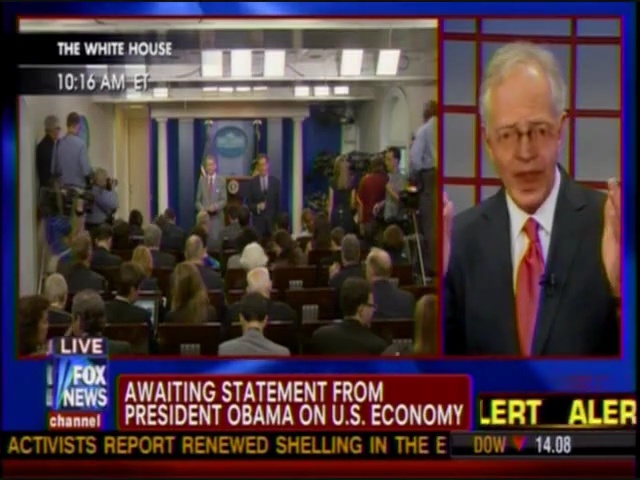 THE WHITE HOUSE
10:16 AM ET
LIVE
FOX
NEWS
channel
AWAITING STATEMENT FROM
PRESIDENT OBAMA ON U.S. ECONOMY
LERT ALER
ACTIVISTS REPORT RENEWED SHELLING IN THE E
DOW 14.08